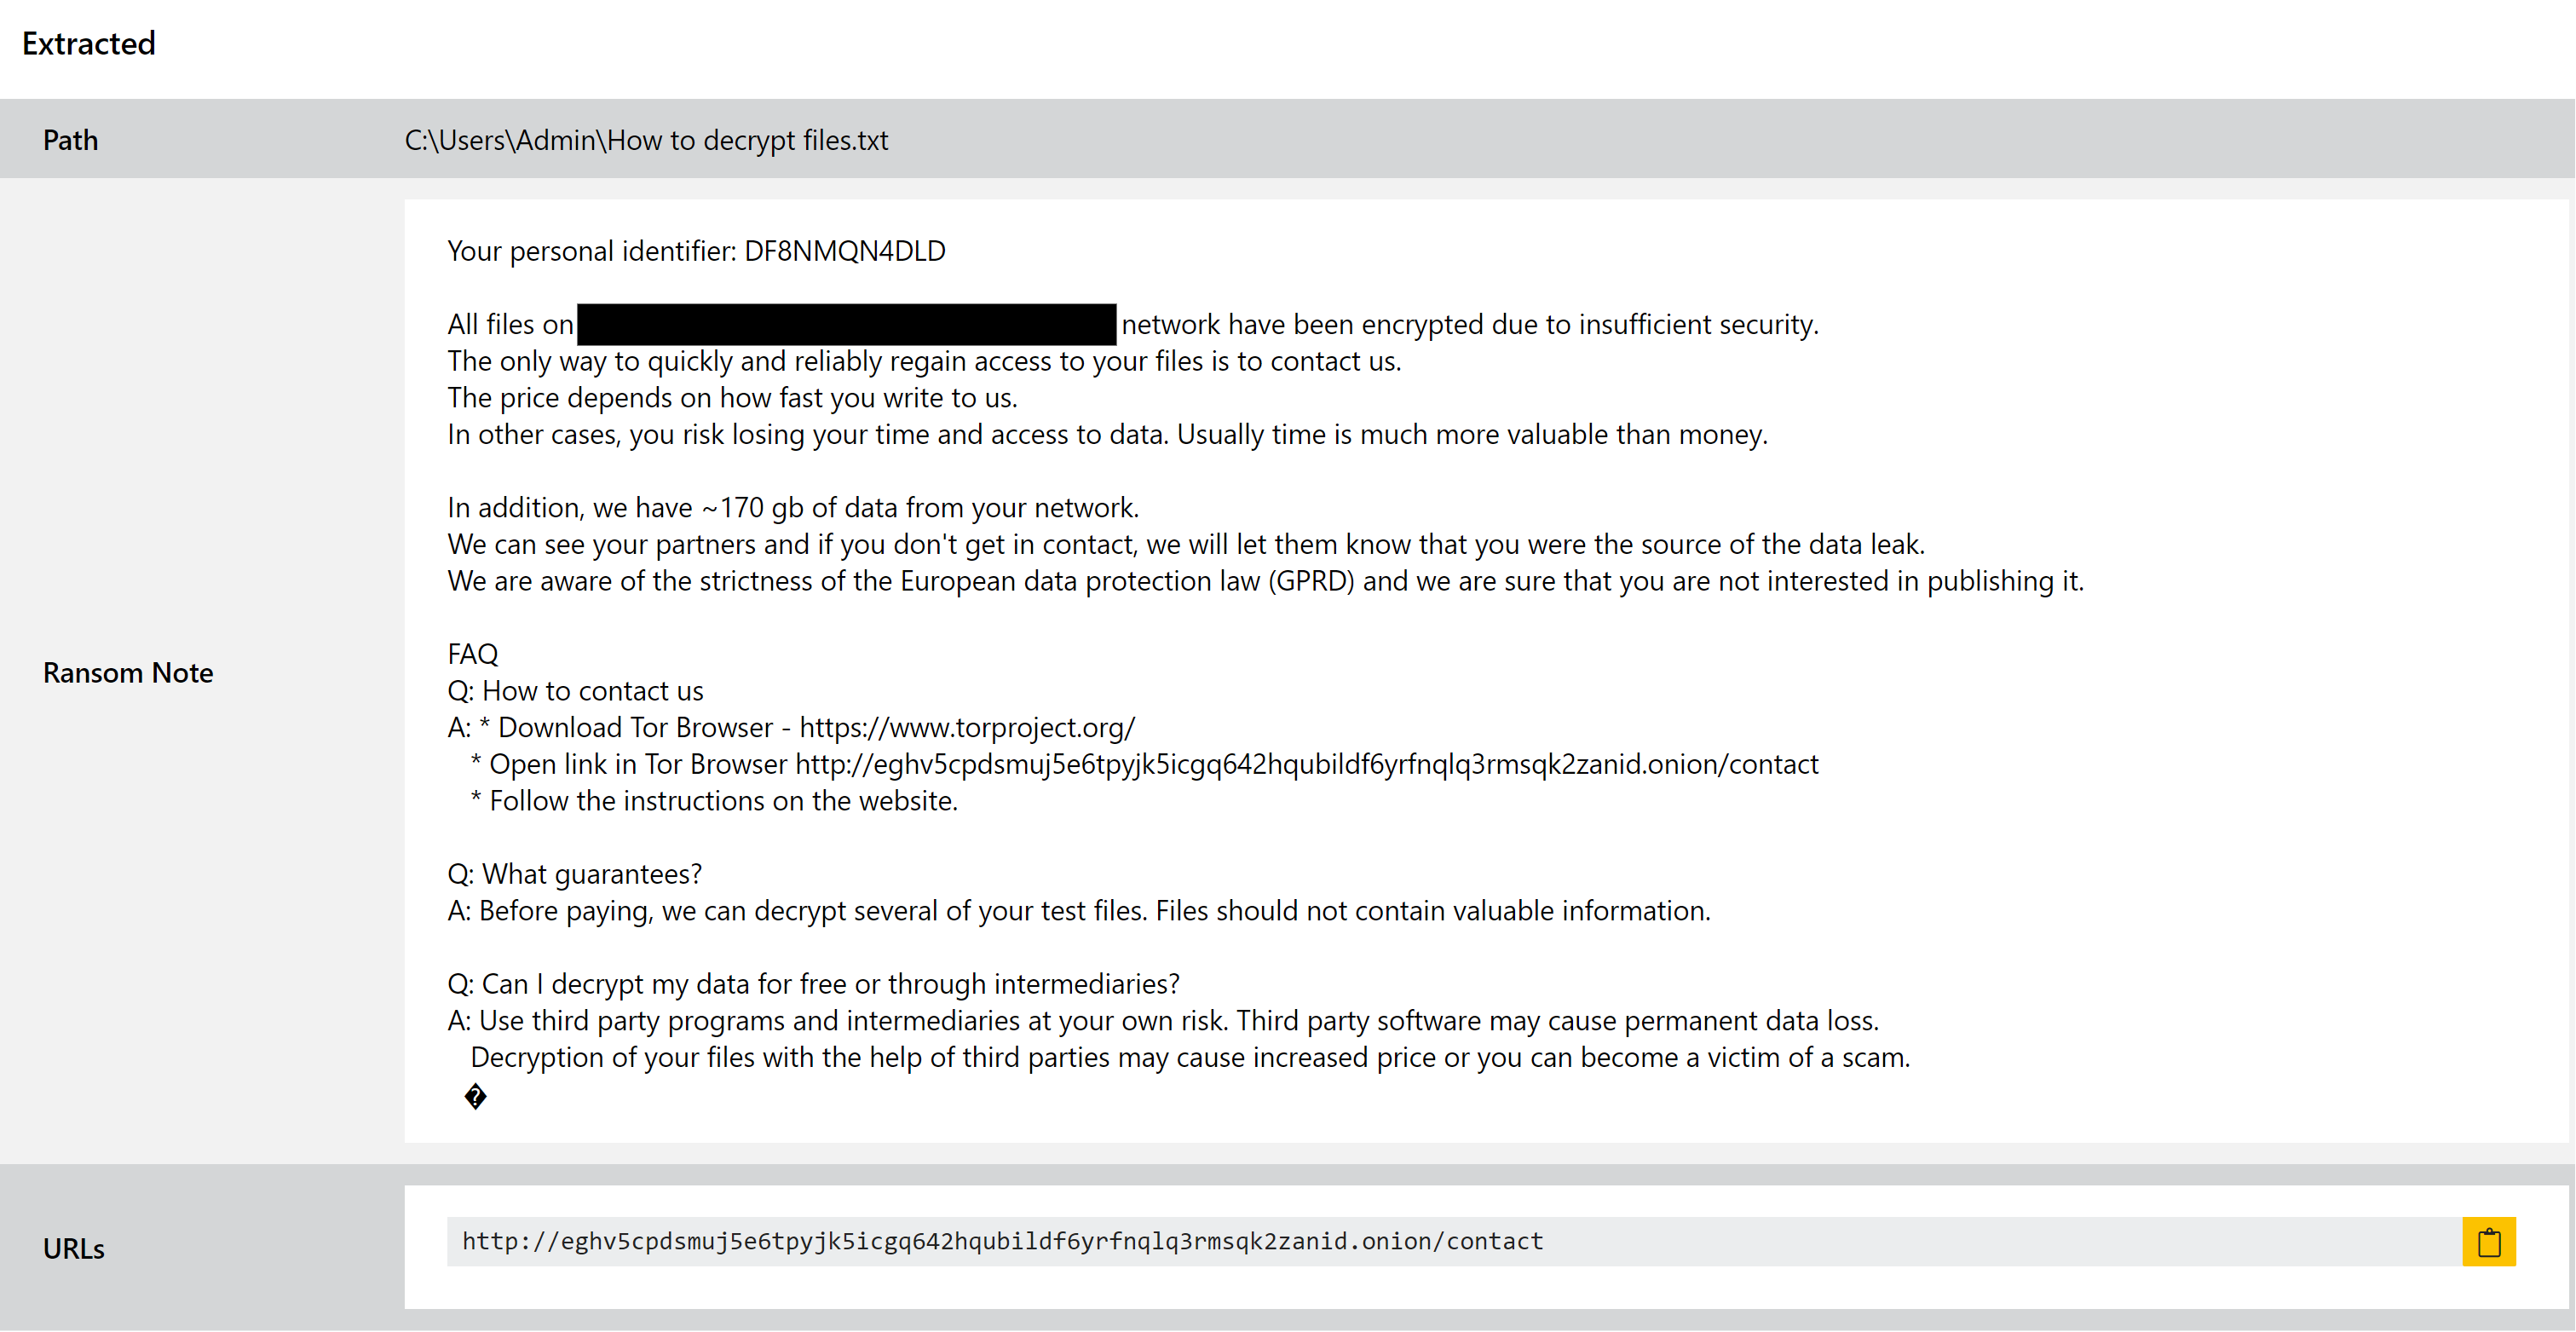 Extracted
Path
C:\Users\Admin\How to decrypt files.txt
Ransom Note
Your personal identifier: DF8NMQN4DLD
All files on network have been encrypted due to insufficient security.
The only way to quickly and reliably regain access to your files is to contact us.
The price depends on how fast you write to us.
In other cases, you risk losing your time and access to data. Usually time is much more valuable than money.
In addition, we have ~170 gb of data from your network.
We can see your partners and if you don't get in contact, we will let them know that you were the source of the data leak.
We are aware of the strictness of the European data protection law (GPRD) and we are sure that you are not interested in publishing it.
FAQ
Q: How to contact us
A: * Download Tor Browser - https://www.torproject.org/
* Open link in Tor Browser http://eghv5cpdsmuj5e6tpyjk5icgq642hqubildf6yrfnqlq3rmsqk2zanid.onion/contact
* Follow the instructions on the website.
Q: What guarantees?
A: Before paying, we can decrypt several of your test files. Files should not contain valuable information.
Q: Can I decrypt my data for free or through intermediaries?
A: Use third party programs and intermediaries at your own risk. Third party software may cause permanent data loss.
Decryption of your files with the help of third parties may cause increased price or you can become a victim of a scam.
�
URLs
http://eghv5cpdsmuj5e6tpyjk5icgq642hqubildf6yrfnqlq3rmsqk2zanid.onion/contact